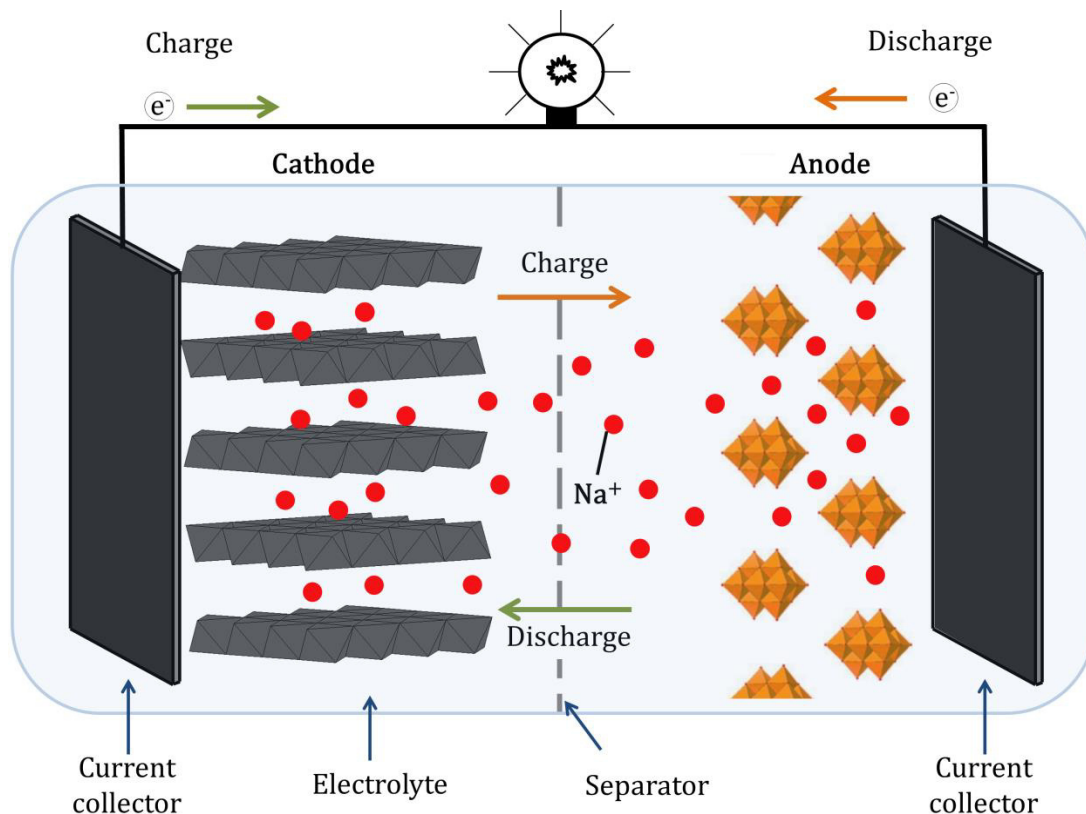 Charge
Discharge
e-
e-
Cathode
Anode
Charge
Na+
Discharge
Current
collector
Electrolyte
Separator
Current
collector